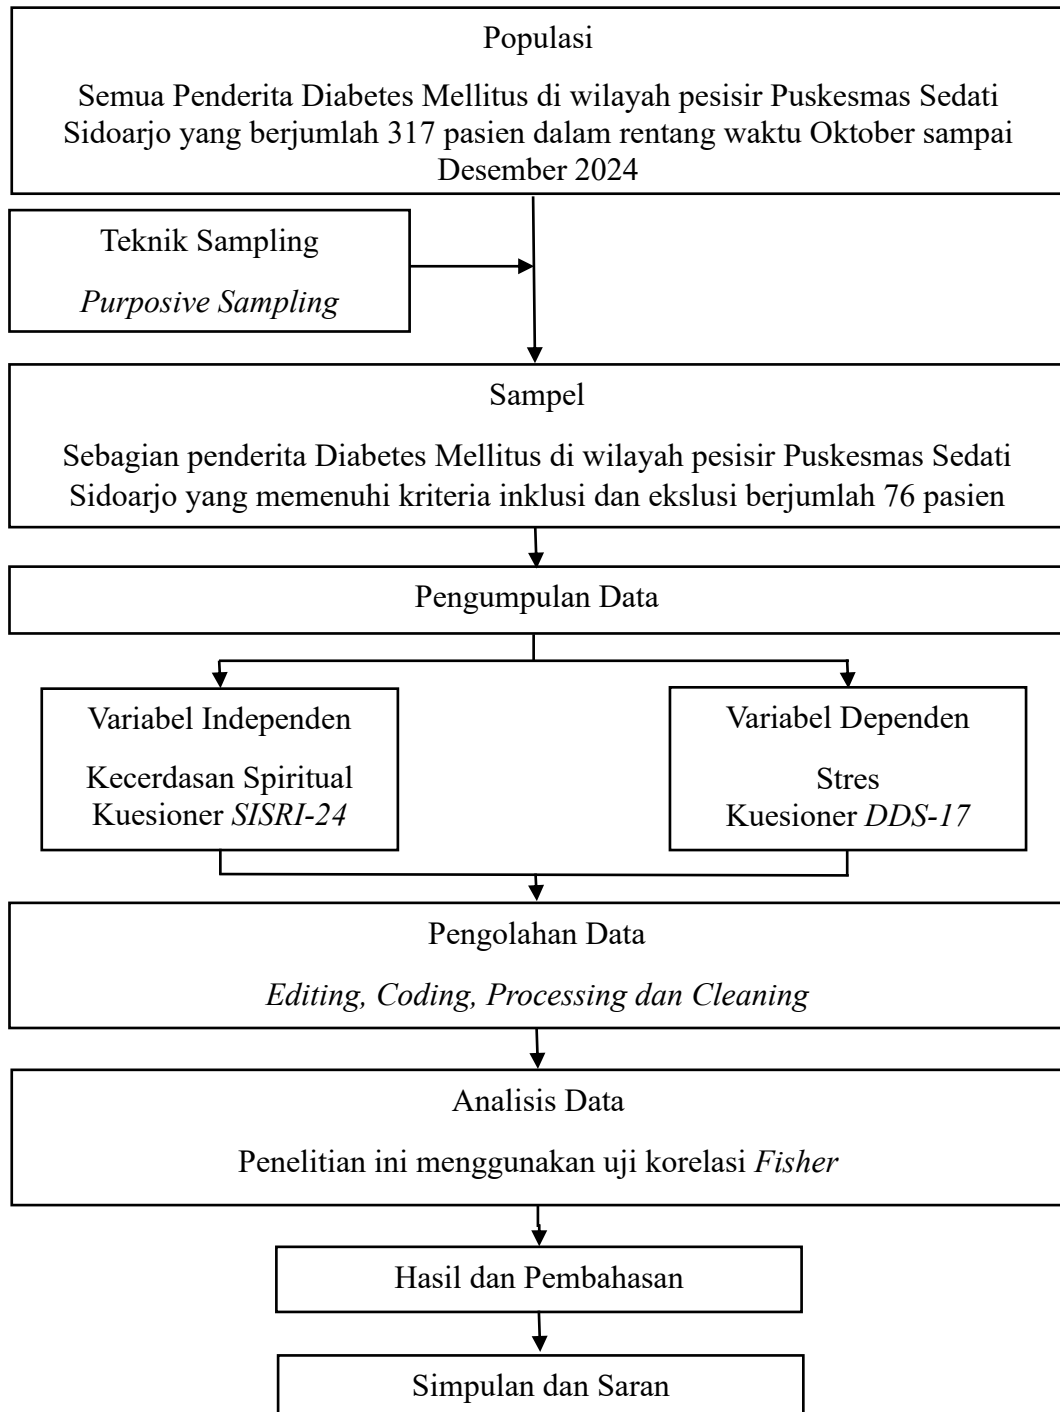 Populasi
Semua Penderita Diabetes Mellitus di wilayah pesisir Puskesmas Sedati
Sidoarjo yang berjumlah 317 pasien dalam rentang waktu Oktober sampai
Desember 2024
Teknik Sampling
Purposive Sampling
Sampel
Sebagian penderita Diabetes Mellitus di wilayah pesisir Puskesmas Sedati
Sidoarjo yang memenuhi kriteria inklusi dan ekslusi berjumlah 76 pasien
Pengumpulan Data
Variabel Independen
Kecerdasan Spiritual
Kuesioner SISRI-24
Variabel Dependen
Stres
Kuesioner DDS-17
Pengolahan Data
Editing, Coding, Processing dan Cleaning
Analisis Data
Penelitian ini menggunakan uji korelasi Fisher
Hasil dan Pembahasan
Simpulan dan Saran